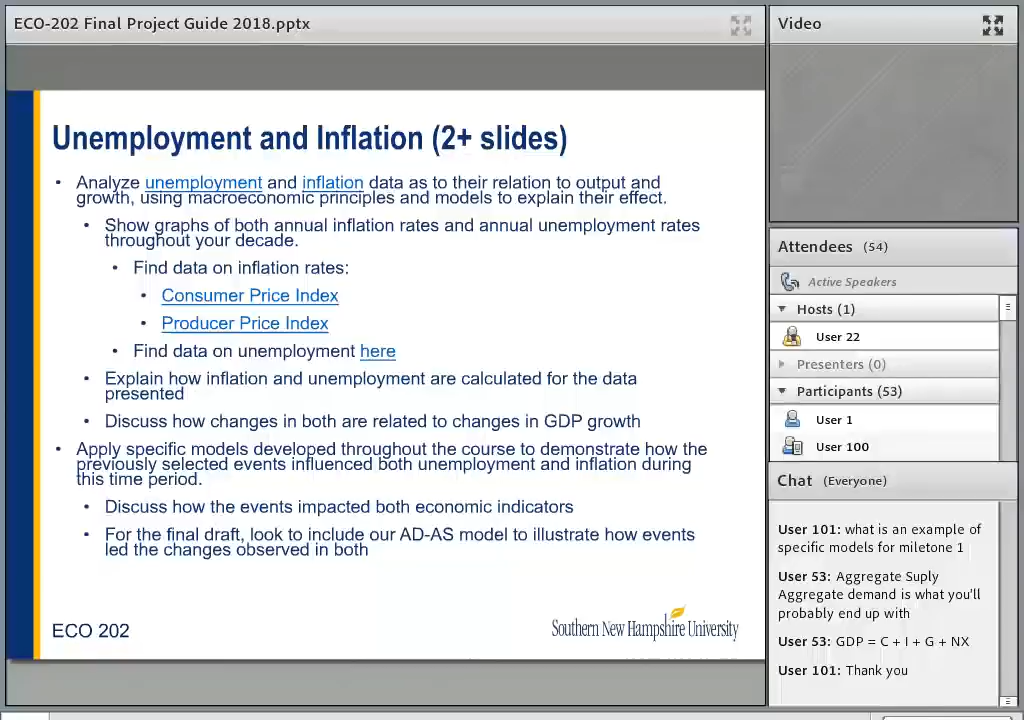 ECO-202 Final Project Guide 2018.pptx
Unemployment and Inflation (2+ slides)
• Analyze unemployment and inflation data as to their relation to output and
growth, using macroeconomic principles and models to explain their effect.
• Show graphs of both annual inflation rates and annual unemployment rates
throughout your decade.
• Find data on inflation rates:
• Consumer Price Index
• Producer Price Index
• Find data on unemployment here
• Explain how inflation and unemployment are calculated for the data
presented
• Discuss how changes in both are related to changes in GDP growth
• Apply specific models developed throughout the course to demonstrate how the
previously selected events influenced both unemployment and inflation during
this time period.
• Discuss how the events impacted both economic indicators
• For the final draft, look to include our AD-AS model to illustrate how events
led the changes observed in both
ECO 202
Southern New Hampshire University
Video
Attendees (54)
Active Speakers
Hosts (1)
User 22
Presenters (0)
Participants (53)
User 1
User 100
Chat (Everyone)
User 101: what is an example of
specific models for miletone 1
User 53: Aggregate Suply
Aggregate demand is what you'll
probably end up with
User 53: GDP = C + I + G + NX
User 101: Thank you